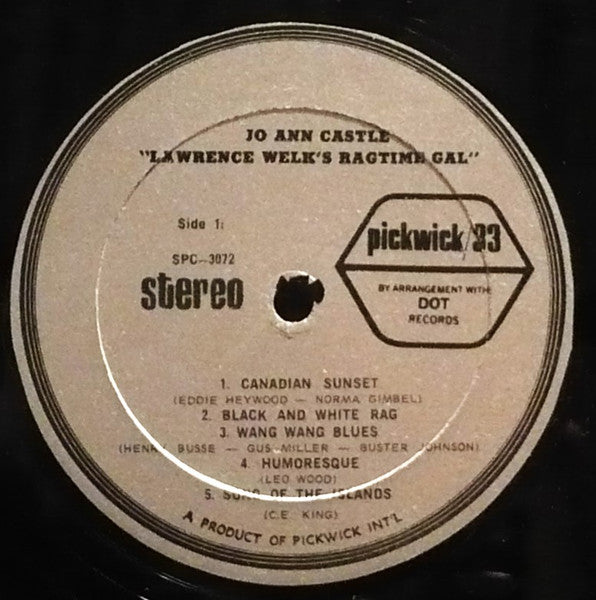 JO ANN CASTLE
"LAWRENCE WELK'S RAGTIME GAL"
Side 1:
SPC-3072
stereo
pickwick/33
BY ARRANGEMENT WITH
DOT
RECORDS
1. CANADIAN SUNSET
(EDDIE HEYWOOD - NORMA GIMBEL)
2. BLACK AND WHITE RAG
3. WANG WANG BLUES
(HENRY BUSSE - GUS MILLER - BUSTER JOHNSON)
4. HUMORESQUE
(LEO WOOD)
5. SONG OF THE ISLANDS
(C.E. KING)
A PRODUCT OF PICKWICK INT'L